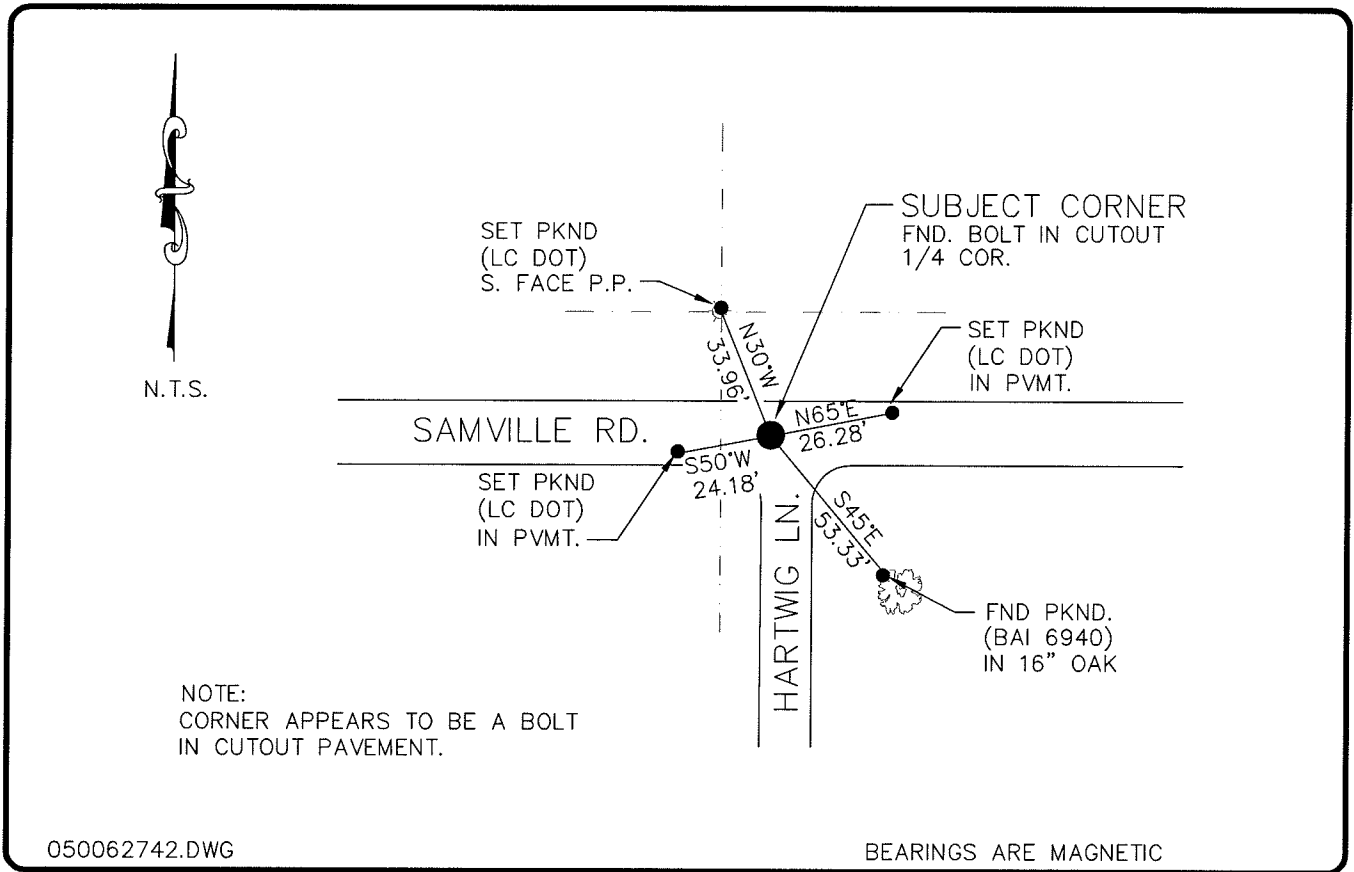 SUBJECT CORNER
FND. BOLT IN CUTOUT
1/4 COR.
SET PKND
(LC DOT)
S. FACE P.P.
N30°W
33.96'
SET PKND
(LC DOT)
IN PVMT.
N.T.S.
SAMVILLE RD.
N65°E
26.28'
S50°W
24.18'
SET PKND
(LC DOT)
IN PVMT.
HARTWIG LN.
S45°E
53.33'
FND PKND.
(BAI 6940)
IN 16" OAK
NOTE:
CORNER APPEARS TO BE A BOLT
IN CUTOUT PAVEMENT.
050062742.DWG
BEARINGS ARE MAGNETIC